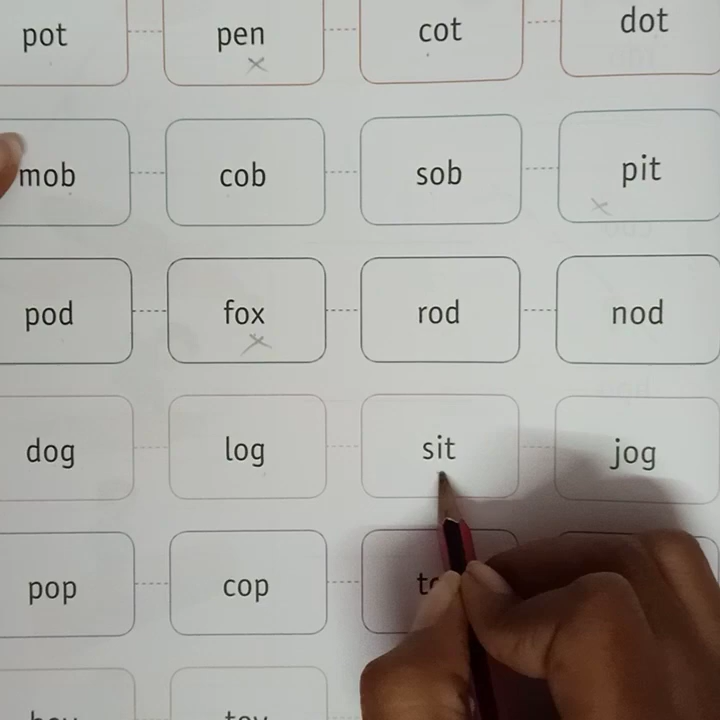 pot pen cot dot
mob cob sob pit
pod fox rod nod
dog log sit jog
pop cop